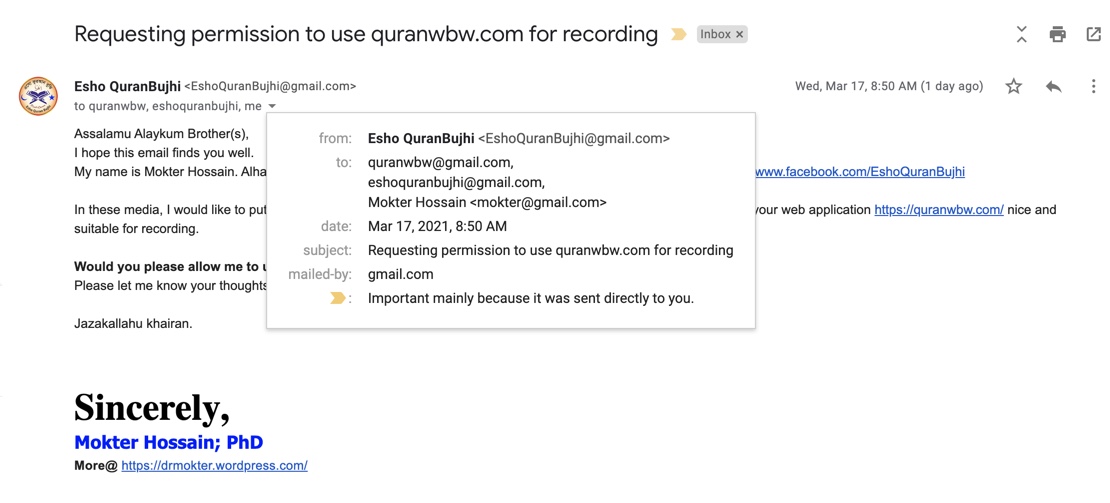 Requesting permission to use quranwbw.com for recording
Inbox ×
Esho QuranBujhi <EshoQuranBujhi@gmail.com>
Wed, Mar 17, 8:50 AM (1 day ago)
to quranwbw, eshoquranbujhi, me
Assalamu Alaykum Brother(s),
I hope this email finds you well.
My name is Mokter Hossain. Alha www.facebook.com/EshoQuranBujhi
In these media, I would like to put your web application https://quranwbw.com/ nice and
suitable for recording.
Would you please allow me to u
Please let me know your thoughts
Jazakallahu khairan.
from: Esho QuranBujhi <EshoQuranBujhi@gmail.com>
to: quranwbw@gmail.com,
eshoquranbujhi@gmail.com,
Mokter Hossain <mokter@gmail.com>
date: Mar 17, 2021, 8:50 AM
subject: Requesting permission to use quranwbw.com for recording
mailed-by: gmail.com
: Important mainly because it was sent directly to you.
Sincerely,
Mokter Hossain; PhD
More@ https://drmokter.wordpress.com/